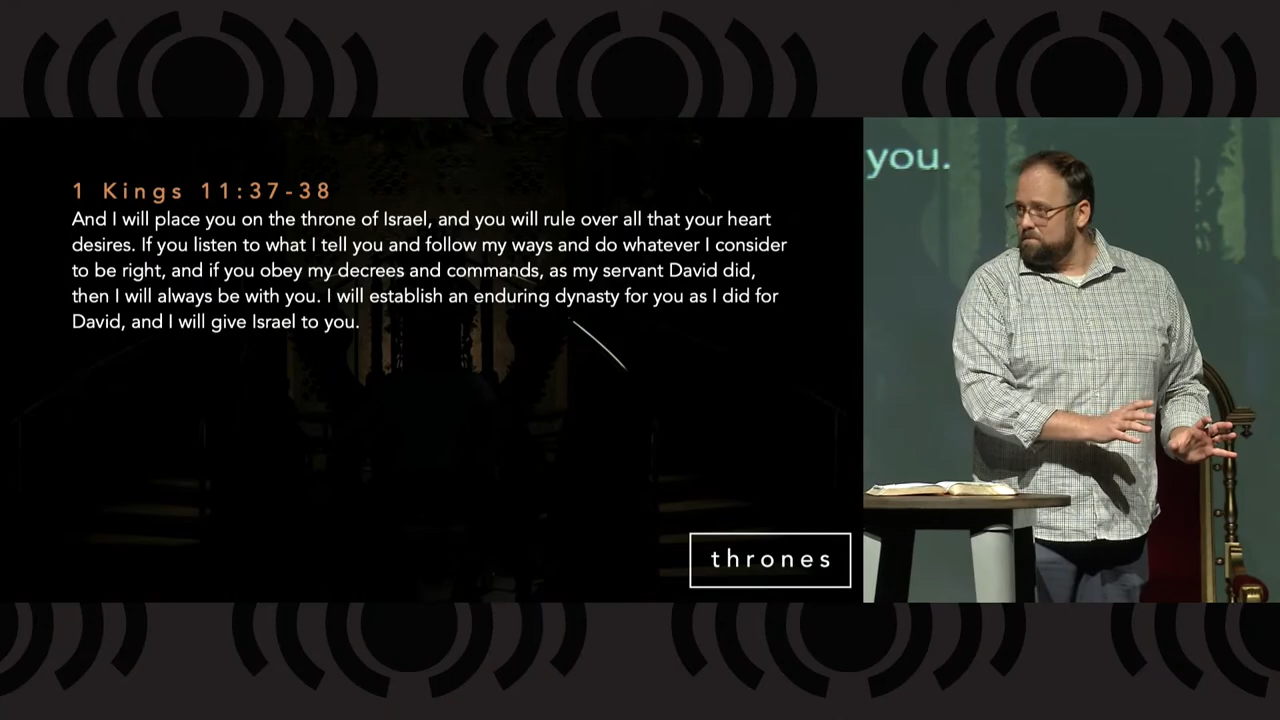 1 Kings 11:37-38
And I will place you on the throne of Israel, and you will rule over all that your heart
desires. If you listen to what I tell you and follow my ways and do whatever I consider
to be right, and if you obey my decrees and commands, as my servant David did,
then I will always be with you. I will establish an enduring dynasty for you as I did for
David, and I will give Israel to you.
thrones
you.